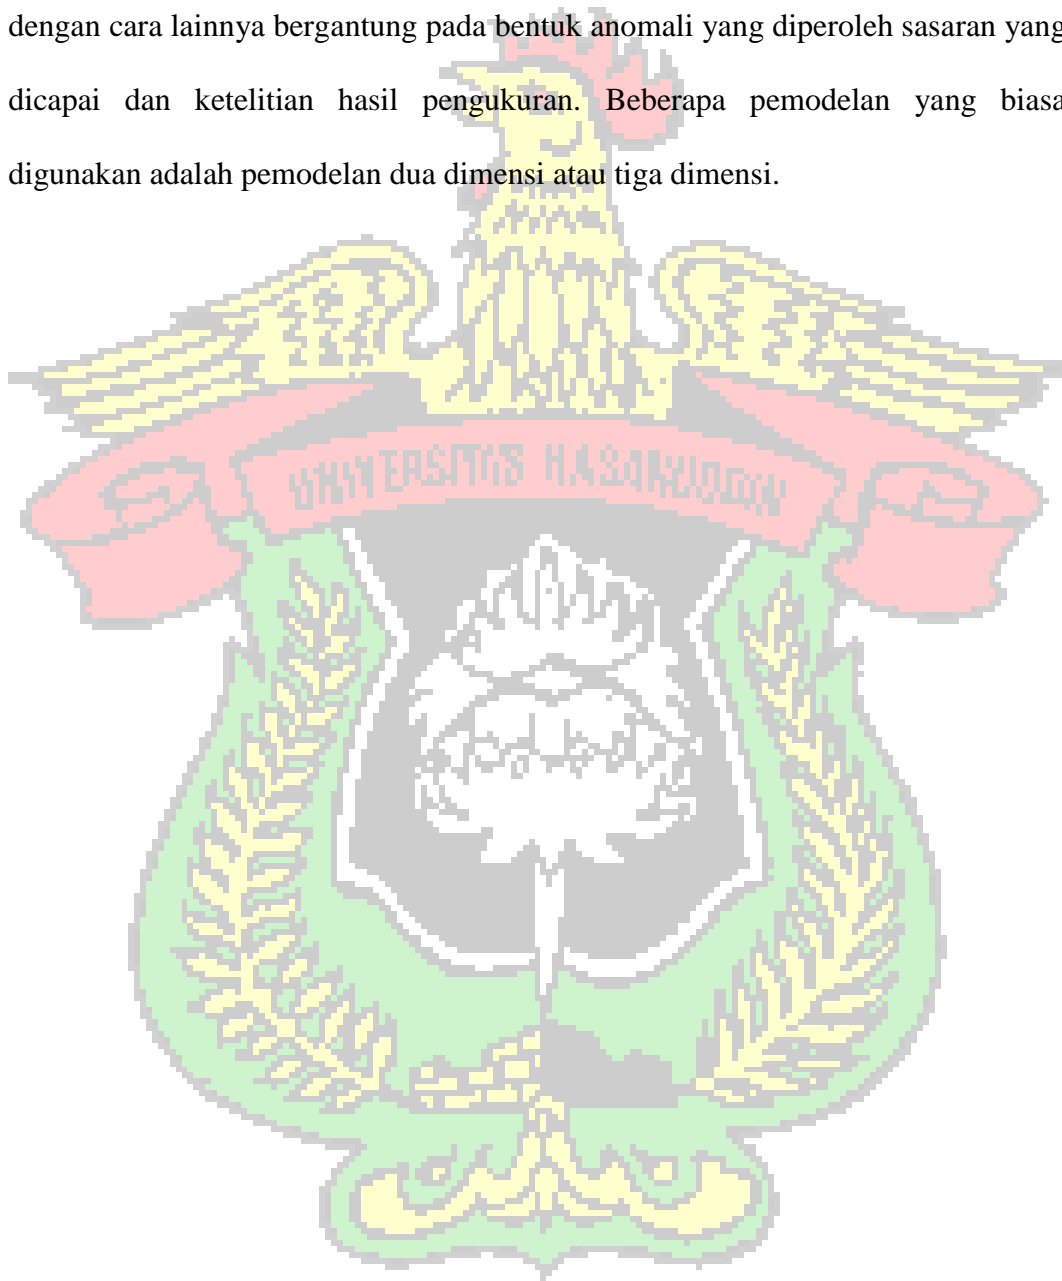 dengan cara lainnya bergantung pada bentuk anomali yang diperoleh sasaran yang
dicapai dan ketelitian hasil pengukuran. Beberapa pemodelan yang biasa
digunakan adalah pemodelan dua dimensi atau tiga dimensi.
UNIVERSITAS HASANUDDIN